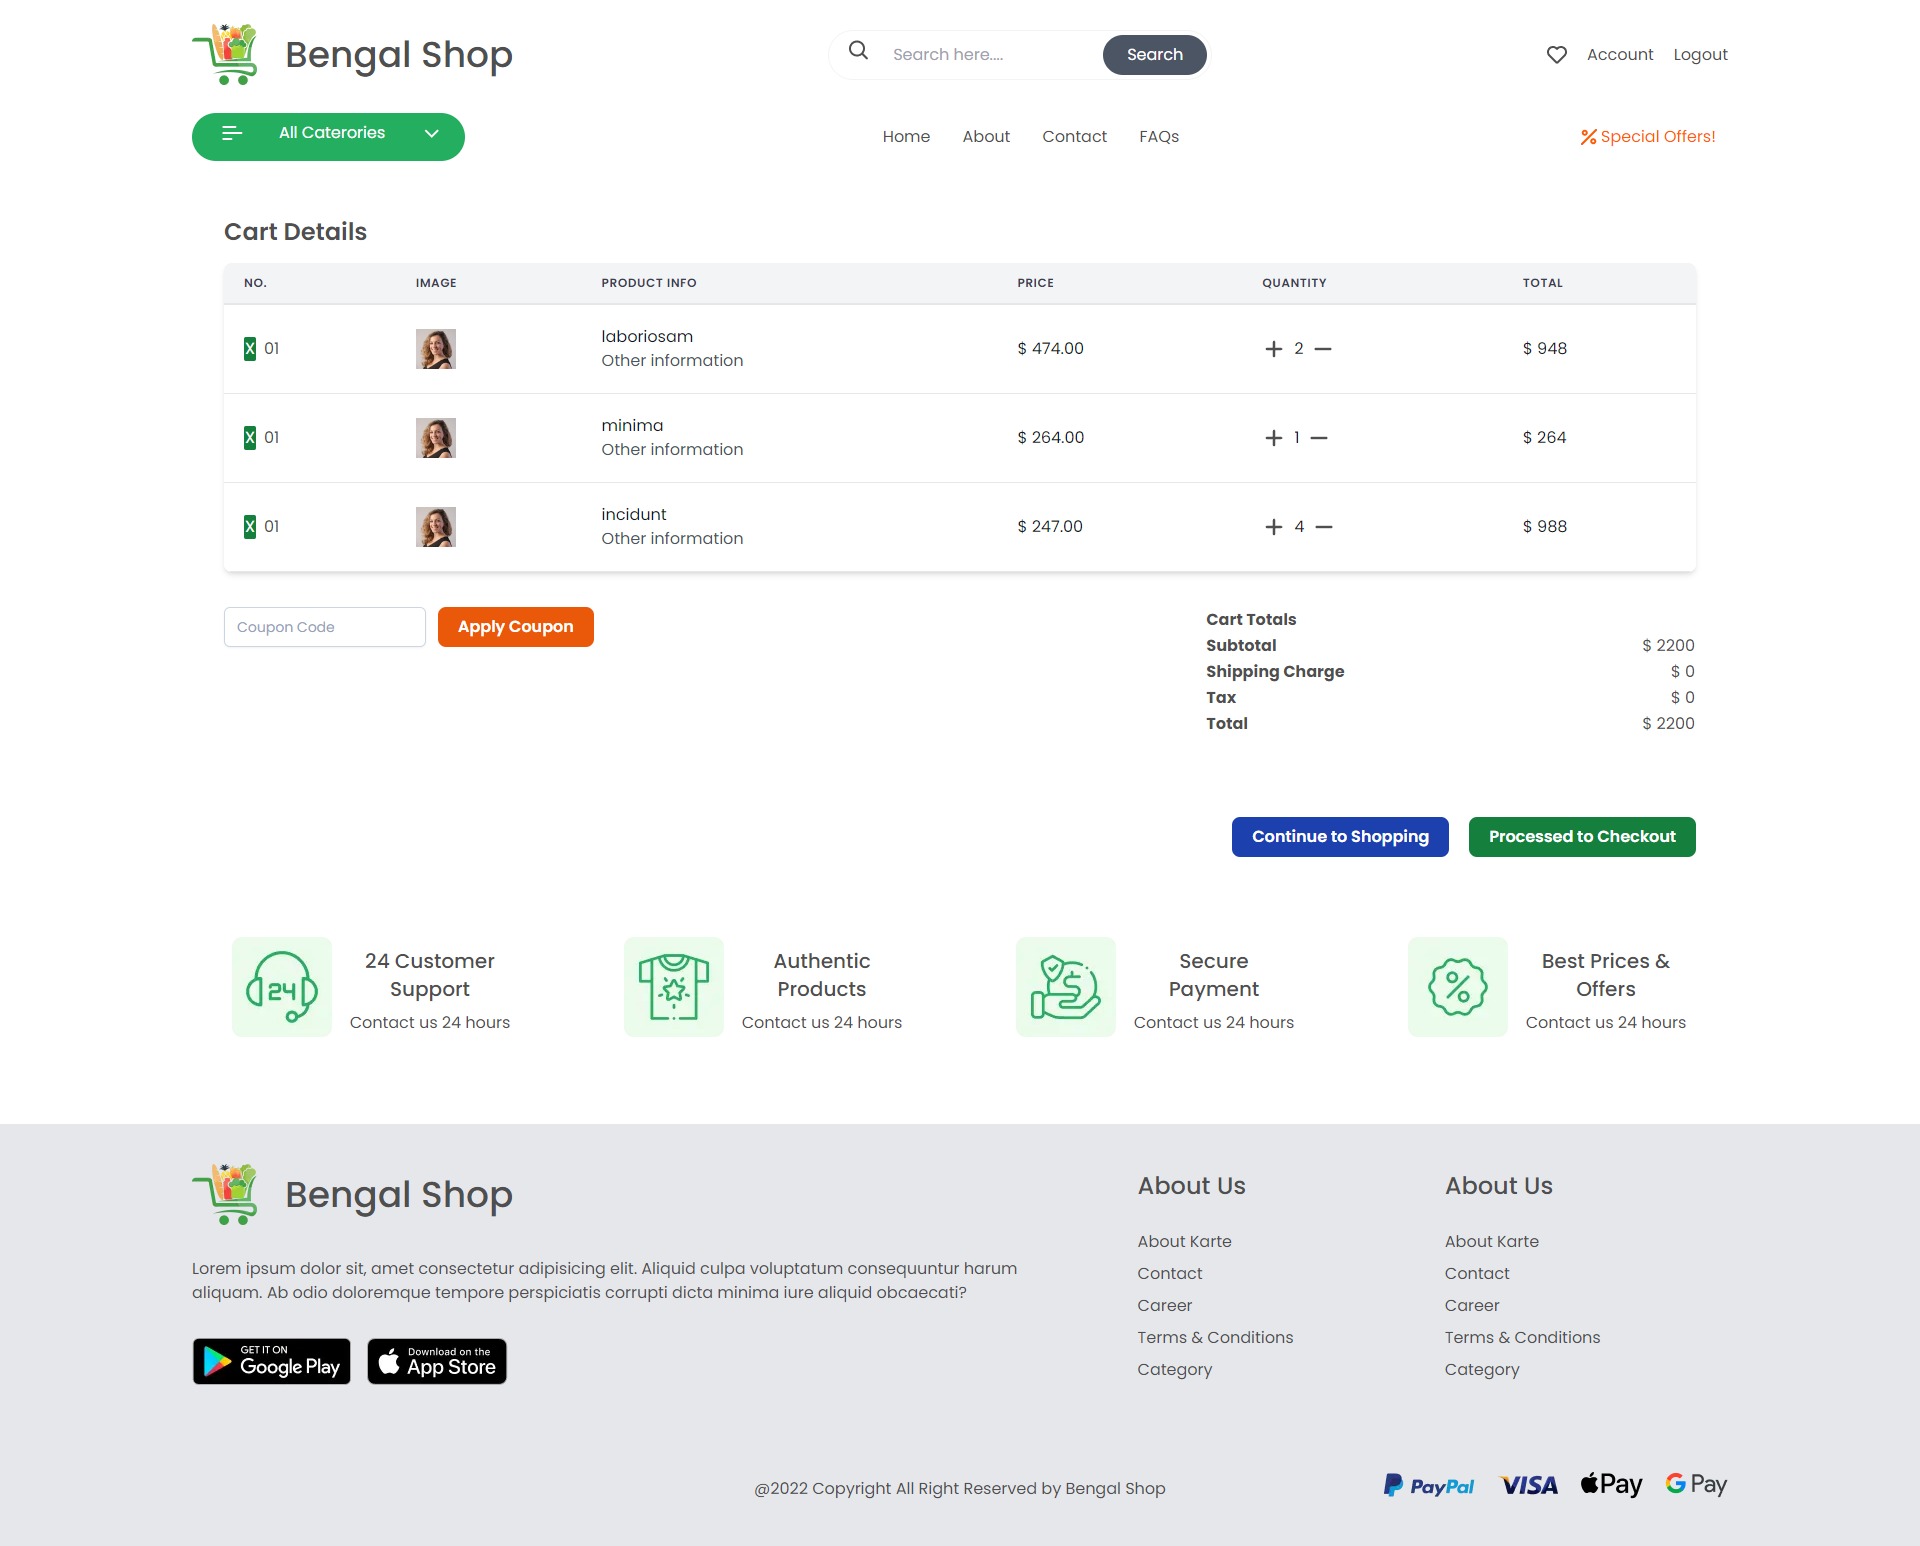 Bengal Shop
Search here....
Search
Account
Logout
All Caterories
Home
About
Contact
FAQs
Special Offers!
Cart Details
NO. IMAGE PRODUCT INFO PRICE QUANTITY TOTAL
X 01 laboriosam $ 474.00 + 2 − $ 948
Other information
X 01 minima $ 264.00 + 1 − $ 264
Other information
X 01 incidunt $ 247.00 + 4 − $ 988
Other information
Coupon Code
Apply Coupon
Cart Totals
Subtotal $ 2200
Shipping Charge $ 0
Tax $ 0
Total $ 2200
Continue to Shopping
Processed to Checkout
24
24 Customer
Support
Contact us 24 hours
Authentic
Products
Contact us 24 hours
$
Secure
Payment
Contact us 24 hours
%
Best Prices &
Offers
Contact us 24 hours
Bengal Shop
Lorem ipsum dolor sit, amet consectetur adipisicing elit. Aliquid culpa voluptatum consequuntur harum
aliquam. Ab odio doloremque tempore perspiciatis corrupti dicta minima iure aliquid obcaecati?
GET IT ON
Google Play
Download on the
App Store
About Us
About Karte
Contact
Career
Terms & Conditions
Category
About Us
About Karte
Contact
Career
Terms & Conditions
Category
@2022 Copyright All Right Reserved by Bengal Shop
PayPal
VISA
Pay
G Pay